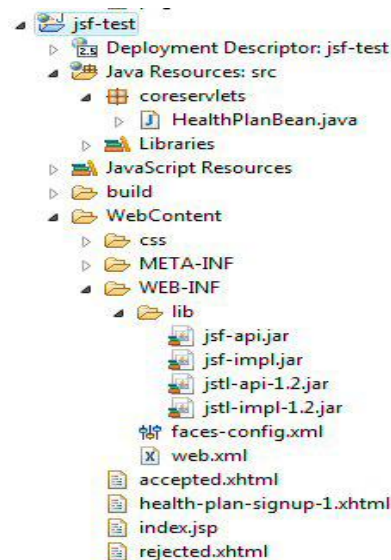 jsf-test
2.5 Deployment Descriptor: jsf-test
Java Resources: src
coreservlets
J HealthPlanBean.java
Libraries
JavaScript Resources
build
WebContent
css
META-INF
WEB-INF
lib
jsf-api.jar
jsf-impl.jar
jstl-api-1.2.jar
jstl-impl-1.2.jar
faces-config.xml
X web.xml
accepted.xhtml
health-plan-signup-1.xhtml
index.jsp
rejected.xhtml